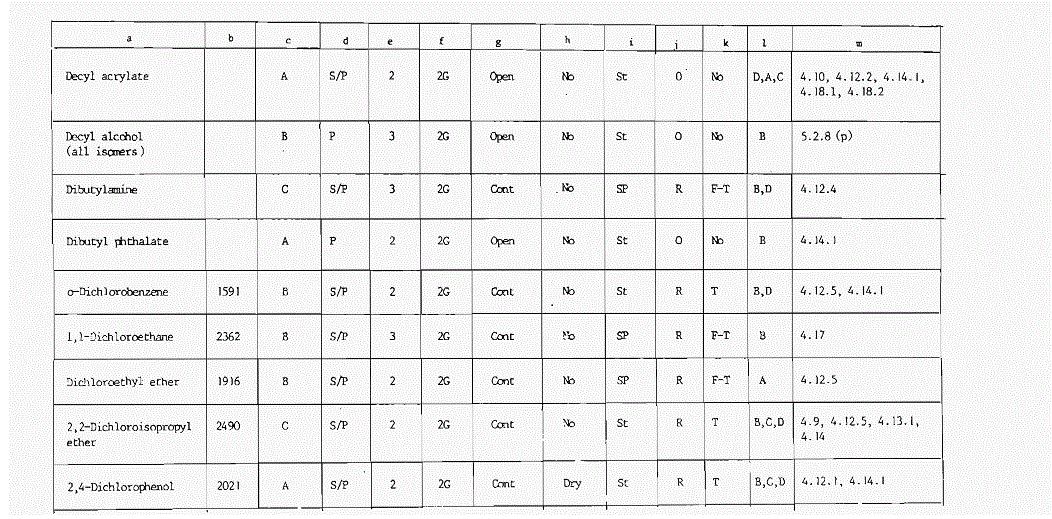 a b c d e f g h i j k l m
Decyl acrylate A S/P 2 2G Open No St O No D,A,C 4.10, 4.12.2, 4.14.1,
4.18.1, 4.18.2
Decyl alcohol B P 3 2G Open No St O No B 5.2.8 (p)
(all isomers)
Dibutylamine C S/P 3 2G Cont No SP R F-T B,D 4.12.4
Dibutyl phthalate A P 2 2G Open No St O No B 4.14.1
o-Dichlorobenzene 1591 B S/P 2 2G Cont No St R T B,D 4.12.5, 4.14.1
1,1-Dichloroethane 2362 B S/P 3 2G Cont No SP R F-T B 4.17
Dichloroethyl ether 1916 B S/P 2 2G Cont No SP R F-T A 4.12.5
2,2-Dichloroisopropyl 2490 C S/P 2 2G Cont No St R T B,C,D 4.9, 4.12.5, 4.13.1,
ether 4.14
2,4-Dichlorophenol 2021 A S/P 2 2G Cont Dry St R T B,C,D 4.12.1, 4.14.1